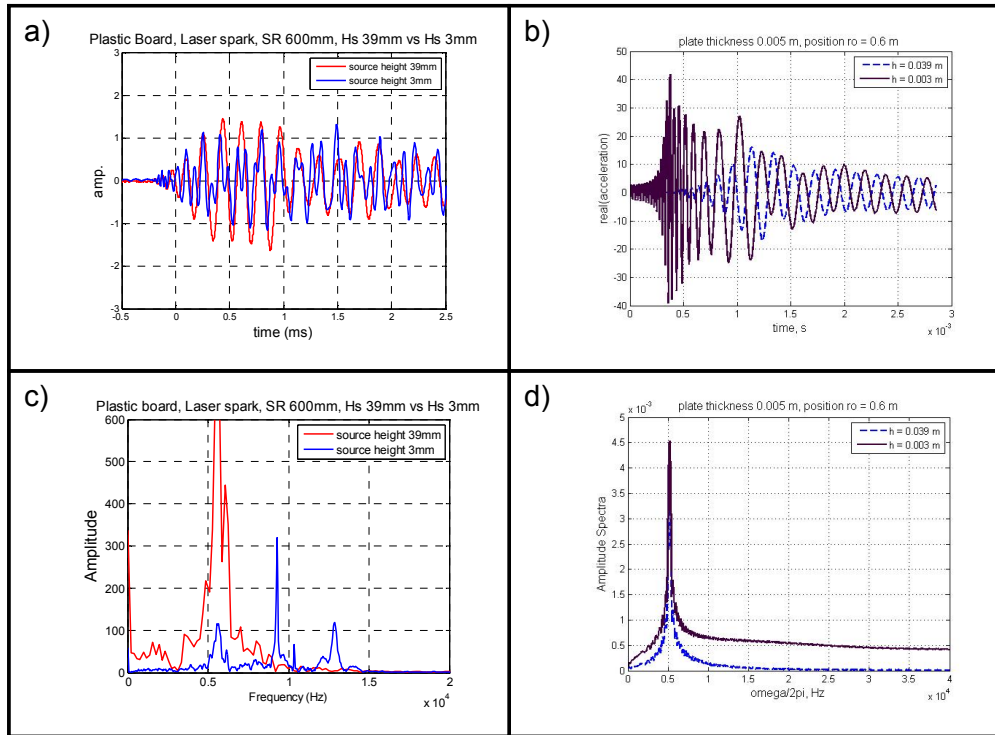 a)
Plastic Board, Laser spark, SR 600mm, Hs 39mm vs Hs 3mm
3
2
1
0
-1
-2
-3
amp.
source height 39mm
source height 3mm
-0.5 0 0.5 1 1.5 2 2.5
time (ms)
b)
plate thickness 0.005 m, position ro = 0.6 m
50
40
30
20
10
0
-10
-20
-30
-40
real(acceleration)
h = 0.039 m
h = 0.003 m
0 0.5 1 1.5 2 2.5 3
time, s
x 10⁻³
c)
Plastic board, Laser spark, SR 600mm, Hs 39mm vs Hs 3mm
600
500
400
300
200
100
0
Amplitude
source height 39mm
source height 3mm
0 0.5 1 1.5 2
Frequency (Hz)
x 10⁴
d)
x 10⁻³
plate thickness 0.005 m, position ro = 0.6 m
5
4.5
4
3.5
3
2.5
2
1.5
1
0.5
0
Amplitude Spectra
h = 0.039 m
h = 0.003 m
0 0.5 1 1.5 2 2.5 3 3.5 4
omega/2pi, Hz
x 10⁴